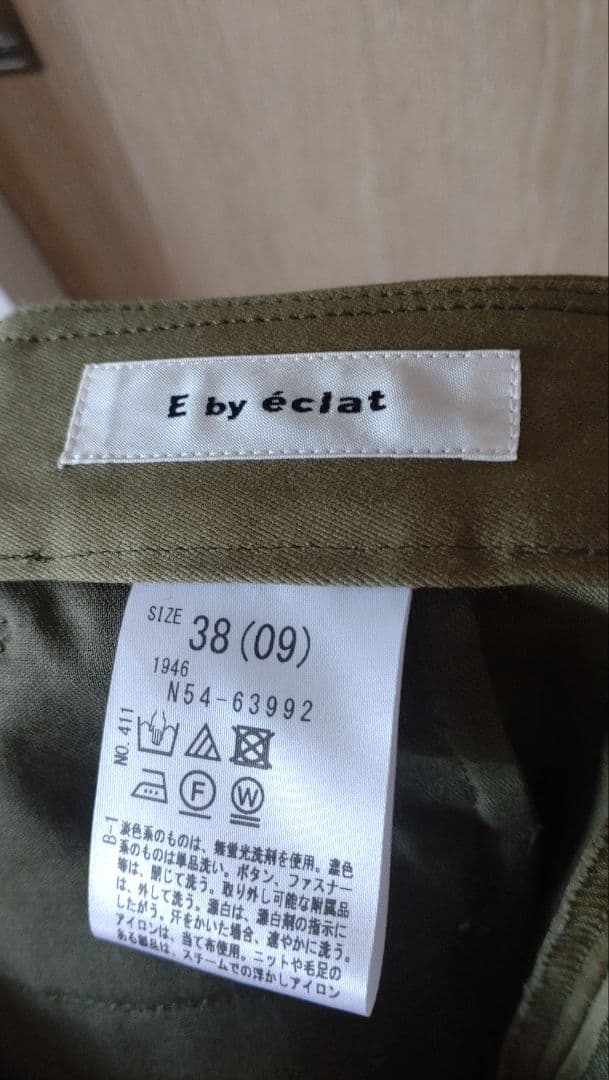 E by éclat
SIZE 38(09)
1946
N54-63992
NO.411
F
W
B-1
淡色系のものは、無蛍光洗剤を使用。濃色
系のものは単品洗い。ボタン、ファスナー
等は、閉じて洗う。取り外し可能な附属品
は、外して洗う。漂白は、漂白剤の指示に
したがう。汗をかいた場合、速やかに洗う。
アイロンは、当て布使用。ニットや毛足の
ある製品は、スチームでの浮かしアイロン